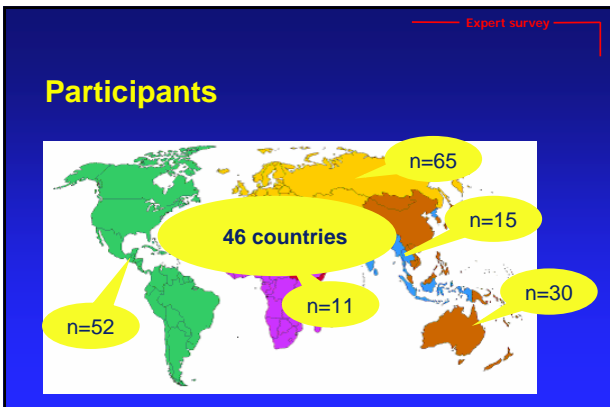 Expert survey
Participants
n=65
n=15
46 countries
n=11
n=30
n=52